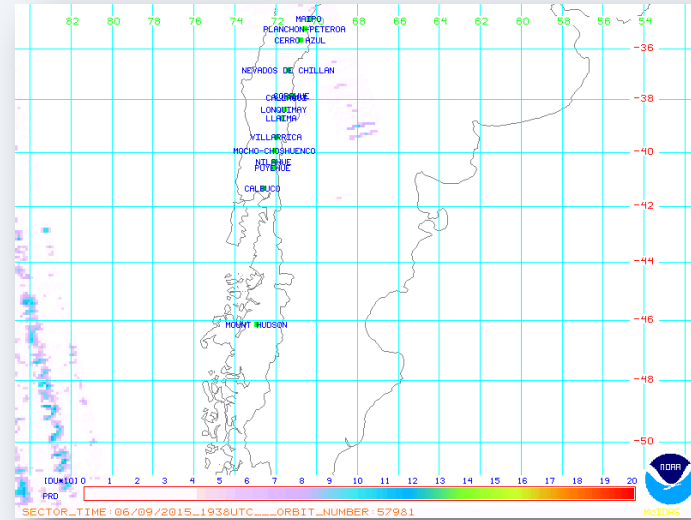 82 80 78 76 74 72 70 68 66 64 62 60 58 56 54
MAIPO
PLANCHON-PETEROA
CERRO AZUL
-36
NEVADOS DE CHILLAN
-38
LONQUIMAY
LLAIMA
VILLARRICA
MOCHO-CHOSHUENCO
-40
NILAHUE
PUYEHUE
CALBUCO
-42
-44
-46
MOUNT HUDSON
-48
-50
[DU*10] 0 1 2 3 4 5 6 7 8 9 10 11 12 13 14 15 16 17 18 19 20
PRD
NOAA
SECTOR_TIME:06/09/2015_1938UTC___ORBIT_NUMBER:57981
McIDAS